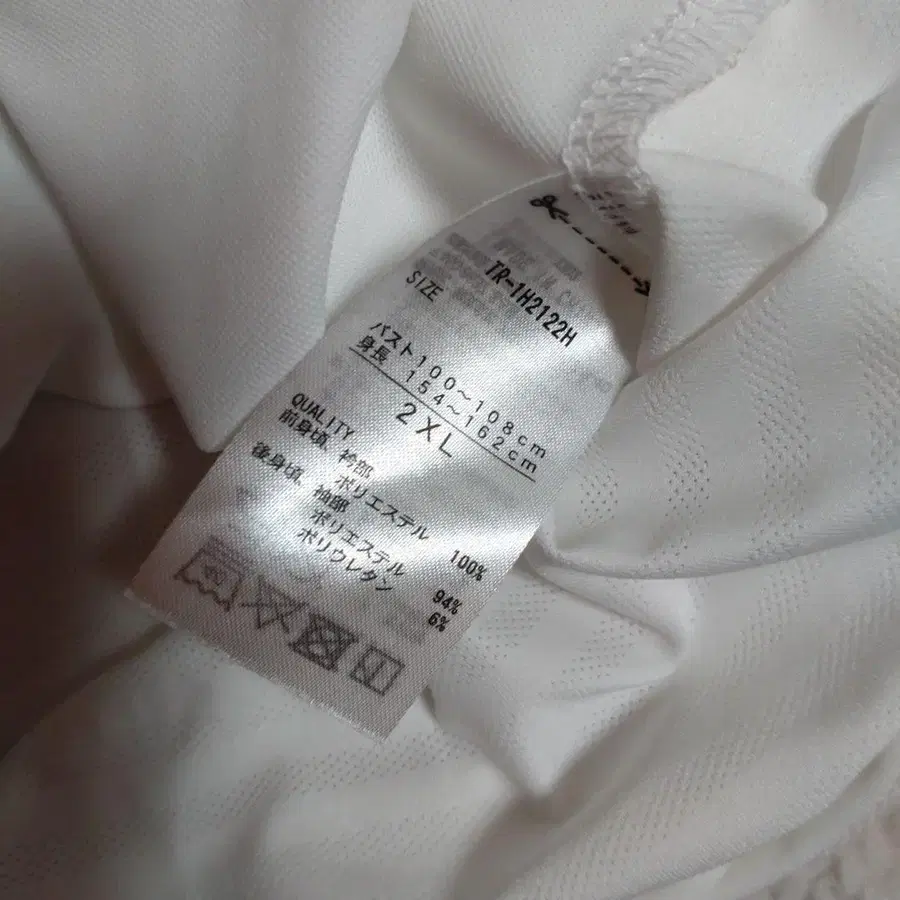 TR-1H2122H
SIZE
バスト100～108cm
身長 154～162cm
2XL
QUALITY
前身頃、衿部
ポリエステル 100%
後身頃、袖部
ポリエステル 94%
ポリウレタン 6%